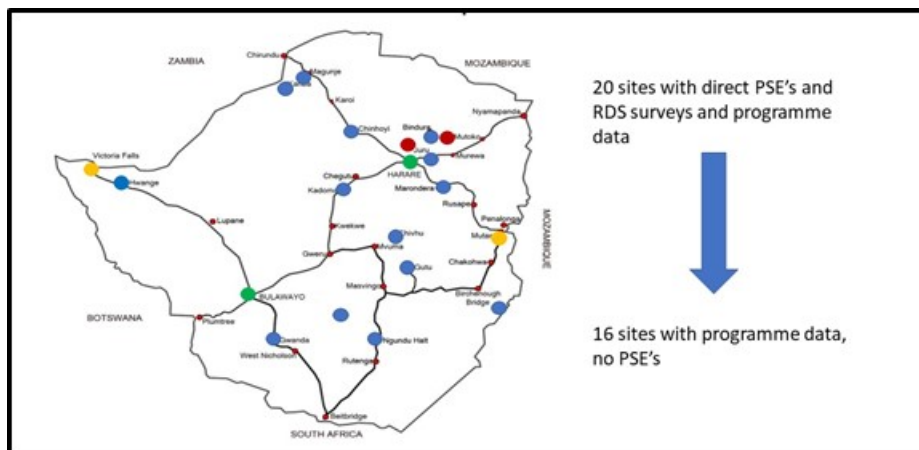 ZAMBIA
MOZAMBIQUE
Chirundu
Magunje
Karoi
Nyamapanda
Chinhoyi
Bindura
Mutoko
Juru
Murewa
Victoria Falls
Hwange
HARARE
Chegutu
Kadoma
Marondera
Rusape
Lupane
Penalonga
Kwekwe
Chivhu
Mutare
MOZAMBIQUE
Gweru
Mvuma
Gutu
Chakohwa
Masvingo
Birchenough
Bridge
BULAWAYO
BOTSWANA
Plumtree
Gwanda
West Nicholson
Ngundu Halt
Rutenga
Beitbridge
SOUTH AFRICA
20 sites with direct PSE's and
RDS surveys and programme
data
16 sites with programme data,
no PSE's